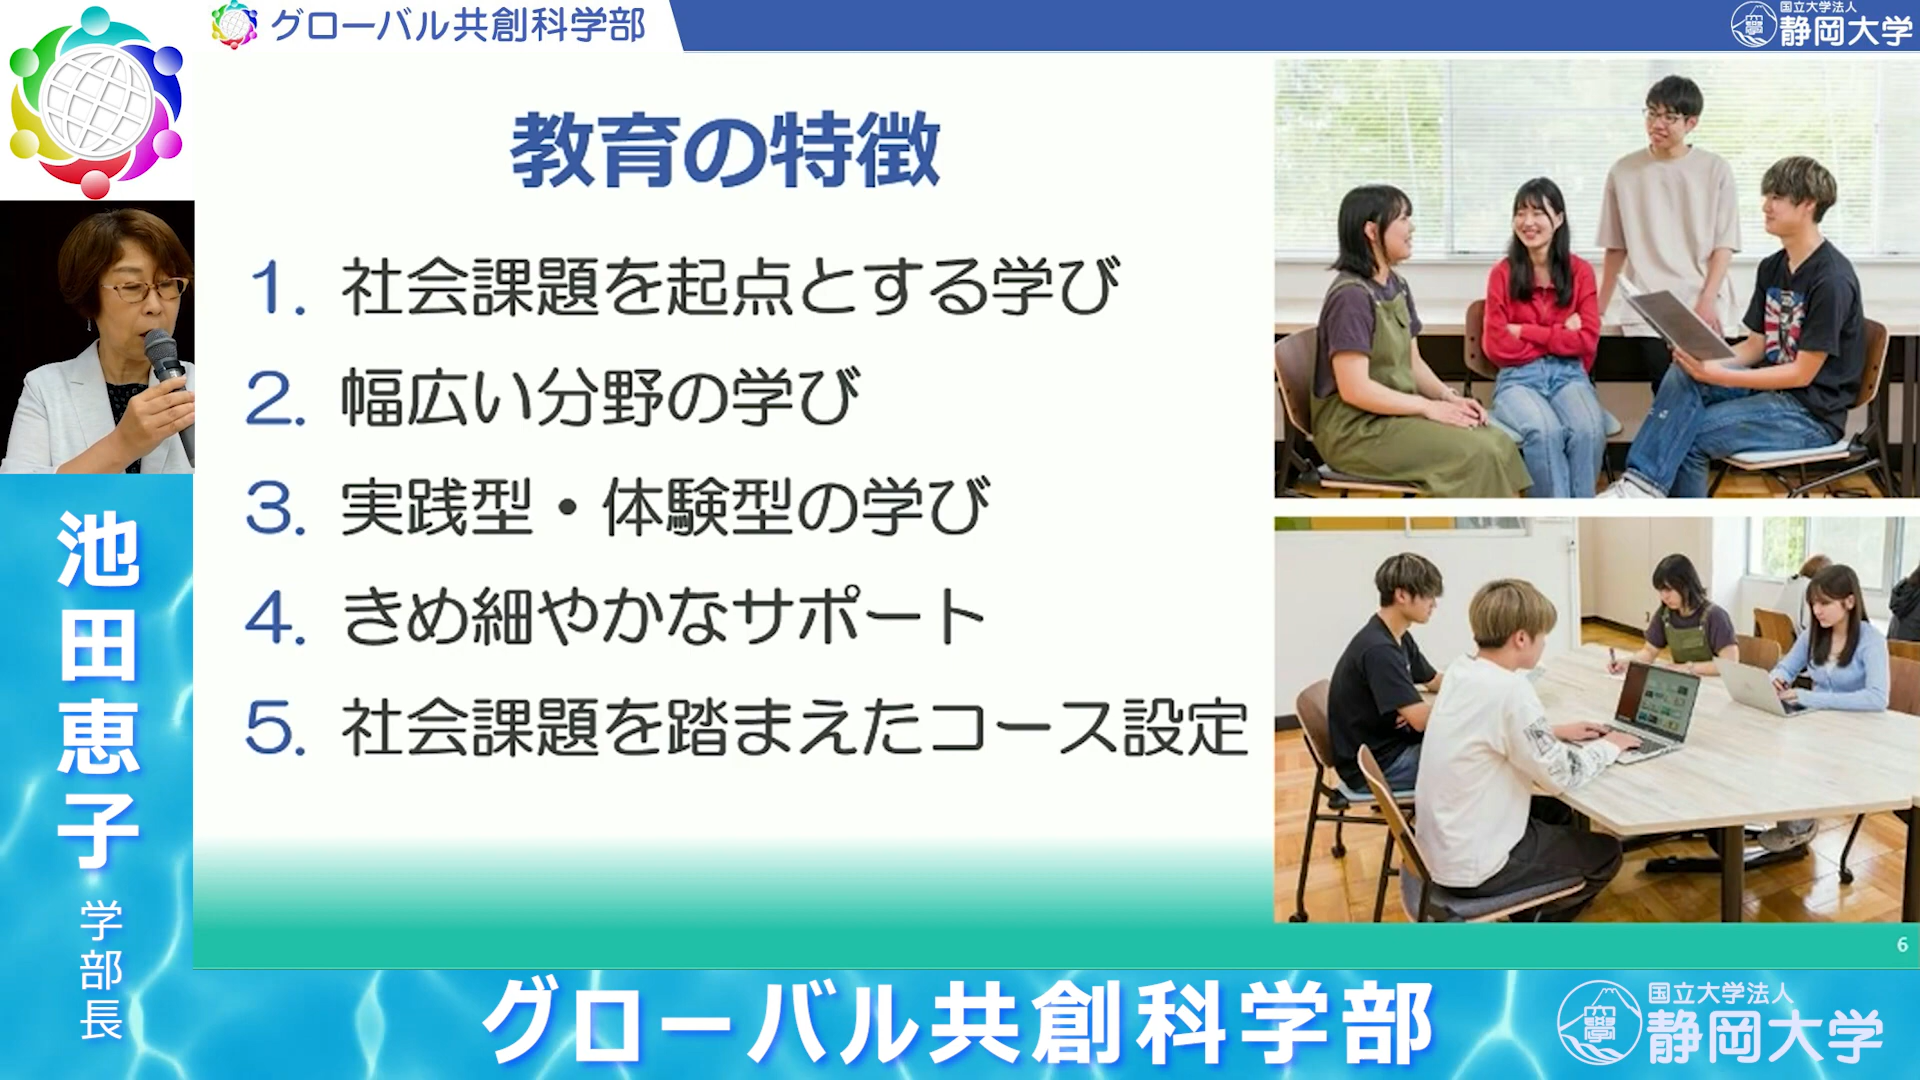 グローバル共創科学部
国立大学法人
静岡大学
教育の特徴
1. 社会課題を起点とする学び
2. 幅広い分野の学び
3. 実践型・体験型の学び
4. きめ細やかなサポート
5. 社会課題を踏まえたコース設定
6
池田恵子
学部長
グローバル共創科学部
国立大学法人
静岡大学